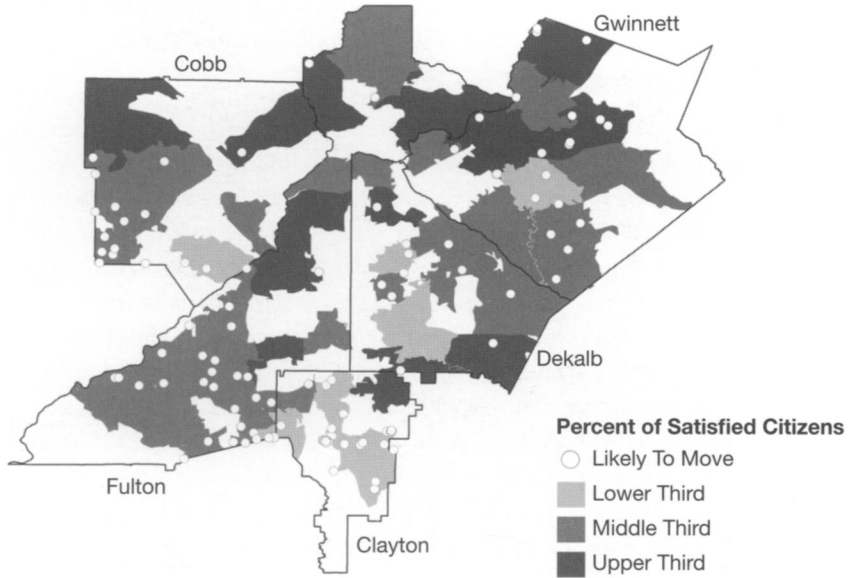 Gwinnett
Cobb
Dekalb
Fulton
Clayton
Percent of Satisfied Citizens
Likely To Move
Lower Third
Middle Third
Upper Third